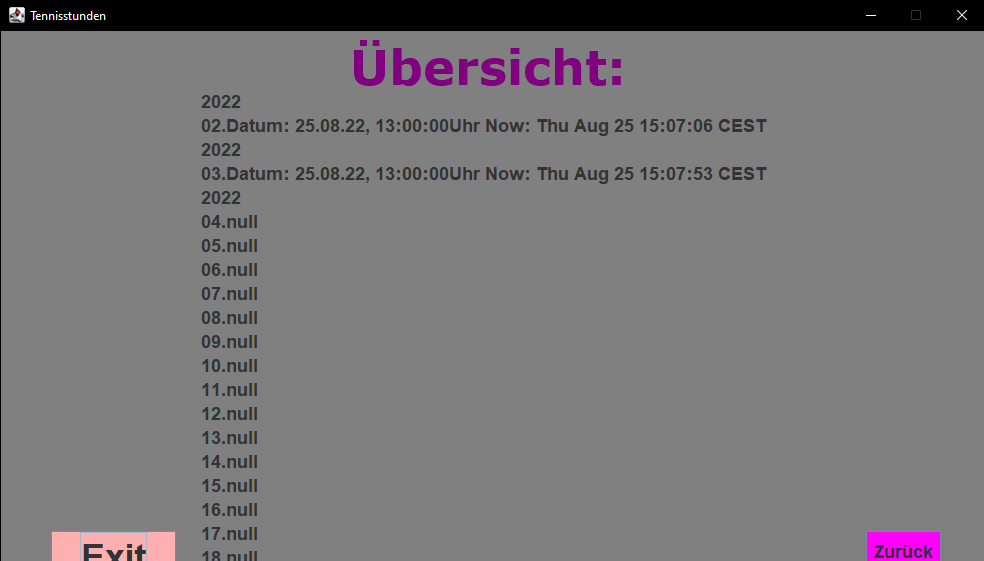 Tennisstunden
Übersicht:
2022
02.Datum: 25.08.22, 13:00:00Uhr Now: Thu Aug 25 15:07:06 CEST
2022
03.Datum: 25.08.22, 13:00:00Uhr Now: Thu Aug 25 15:07:53 CEST
2022
04.null
05.null
06.null
07.null
08.null
09.null
10.null
11.null
12.null
13.null
14.null
15.null
16.null
17.null
18.null
Exit
Zurück